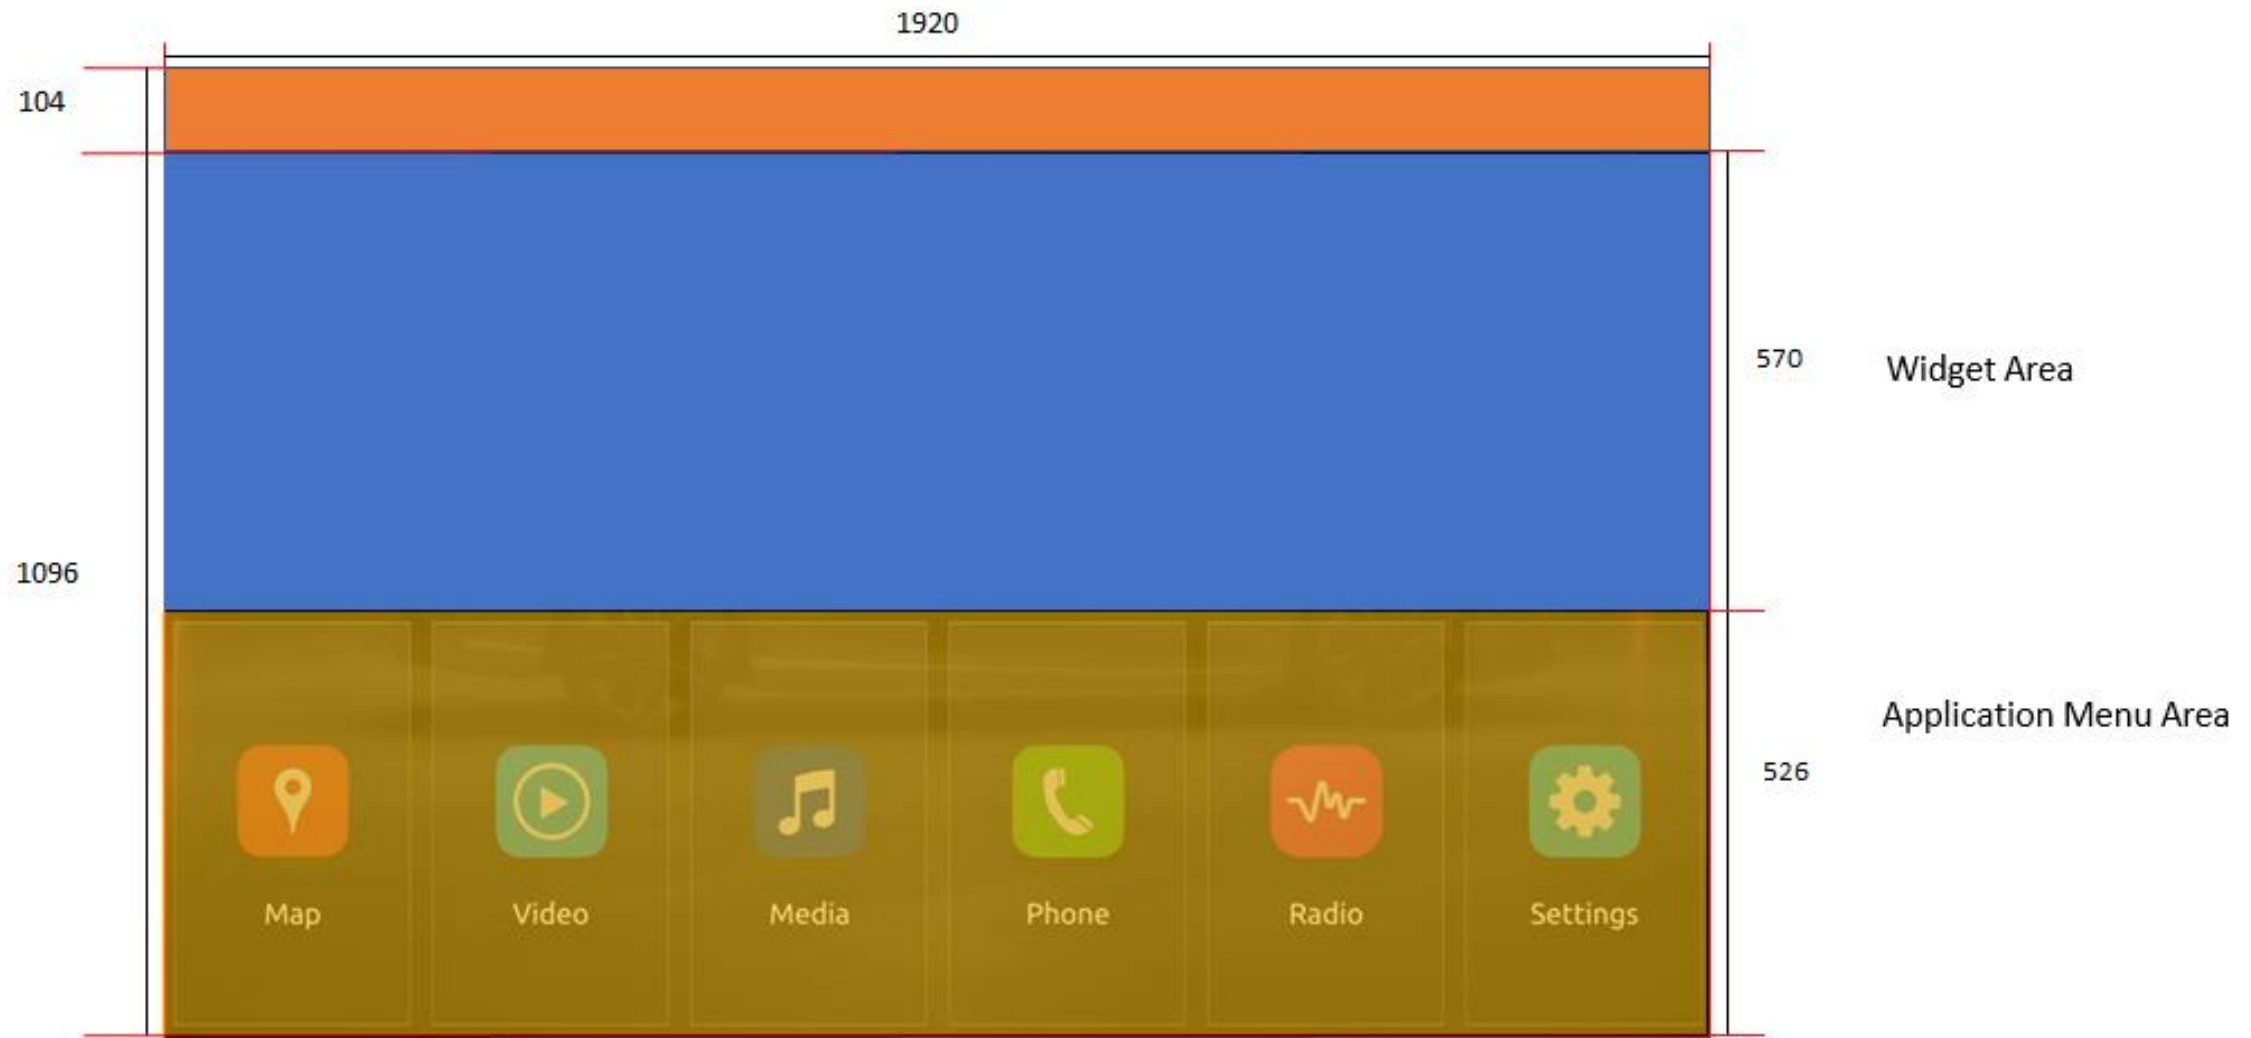 1920
104
570
Widget Area
1096
Application Menu Area
526
Map
Video
Media
Phone
Radio
Settings